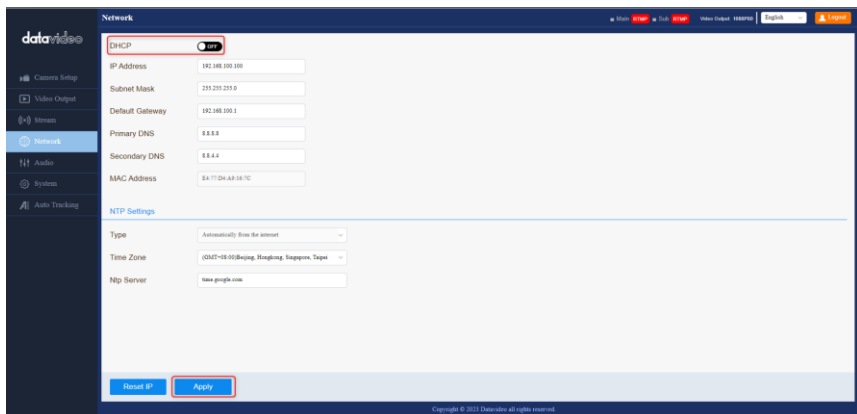 datavideo
Network
Main RTMP Sub RTMP Video Output 1080P60 English Logout
Camera Setup
Video Output
Stream
Network
Audio
System
Auto Tracking
DHCP OFF
IP Address 192.168.100.100
Subnet Mask 255.255.255.0
Default Gateway 192.168.100.1
Primary DNS 8.8.8.8
Secondary DNS 8.8.4.4
MAC Address
NTP Settings
Type Automatically from the internet
Time Zone (GMT+08:00)Beijing, Hongkong, Singapore, Taipei
Ntp Server time.google.com
Reset IP Apply
Copyright © 2023 Datavideo all rights reserved.